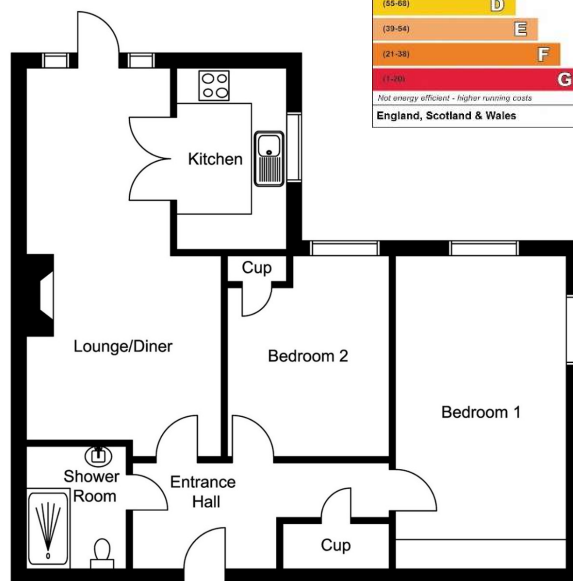 (55-68) D
(39-54) E
(21-38) F
(1-20) G
Not energy efficient - higher running costs
England, Scotland & Wales
Kitchen
Cup
Lounge/Diner
Bedroom 2
Bedroom 1
Shower
Room
Entrance
Hall
Cup